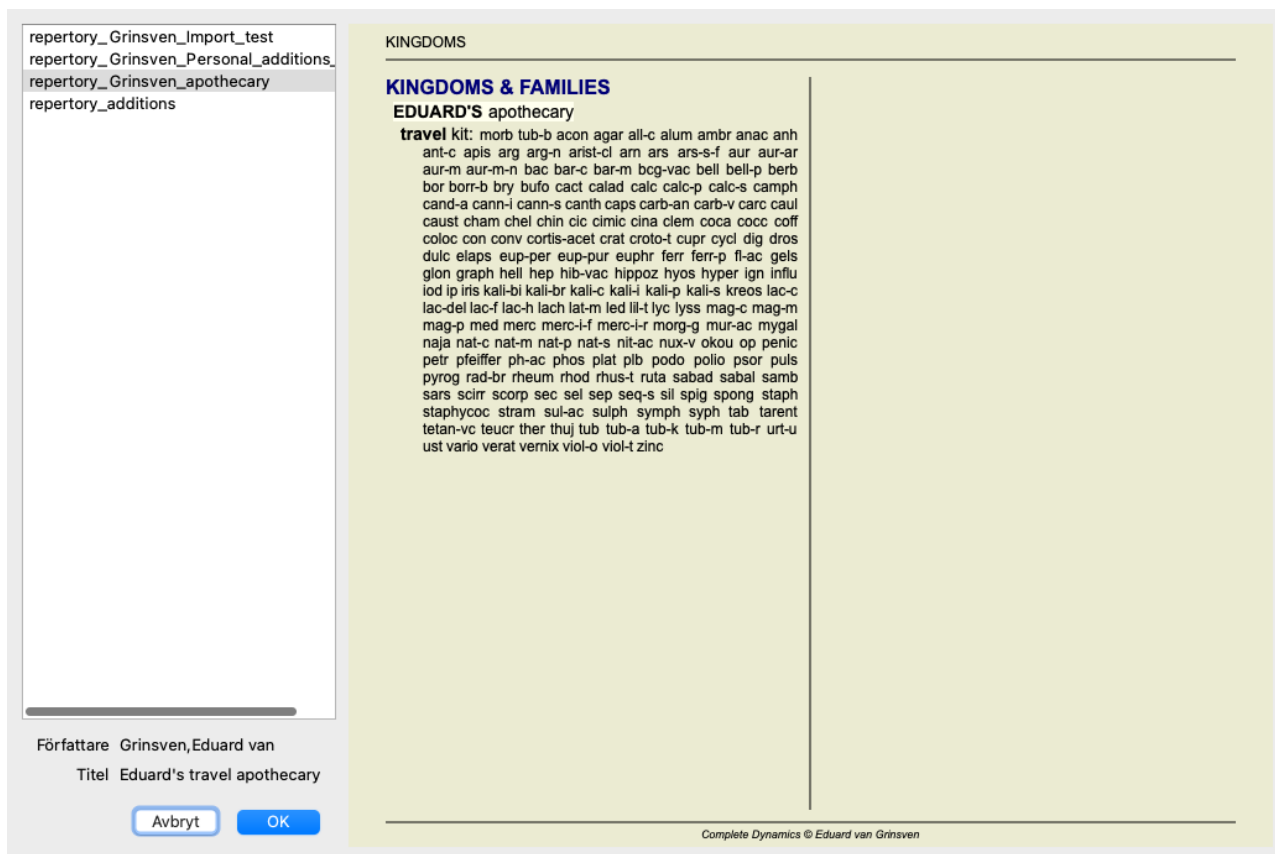 repertory_Grinsven_Import_test
repertory_Grinsven_Personal_additions_
repertory_Grinsven_apothecary
repertory_additions
Författare Grinsven,Eduard van
Titel Eduard's travel apothecary
Avbryt OK
KINGDOMS
KINGDOMS & FAMILIES
EDUARD'S apothecary
travel kit: morb tub-b acon agar all-c alum ambr anac anh
ant-c apis arg arg-n arist-cl arn ars ars-s-f aur aur-ar
aur-m aur-m-n bac bar-c bar-m bcg-vac bell bell-p berb
bor borr-b bry bufo cact calad calc calc-p calc-s camph
cand-a cann-i cann-s canth caps carb-an carb-v carc caul
caust cham chel chin cic cimic cina clem coca cocc coff
coloc con conv cortis-acet crat croto-t cupr cycl dig dros
dulc elaps eup-per eup-pur euphr ferr ferr-p fl-ac gels
glon graph hell hep hib-vac hippoz hyos hyper ign influ
iod ip iris kali-bi kali-br kali-c kali-i kali-p kali-s kreos lac-c
lac-del lac-f lac-h lach lat-m led lil-t lyc lyss mag-c mag-m
mag-p med merc merc-i-f merc-i-r morg-g mur-ac mygal
naja nat-c nat-m nat-p nat-s nit-ac nux-v okou op penic
petr pfeiffer ph-ac phos plat plb podo polio psor puls
pyrog rad-br rheum rhod rhus-t ruta sabad sabal samb
sars scirr scorp sec sel sep seq-s sil spig spong staph
staphycoc stram sul-ac sulph symph syph tab tarent
tetan-vc teucr ther thuj tub tub-a tub-k tub-m tub-r urt-u
ust vario verat vernix viol-o viol-t zinc
Complete Dynamics © Eduard van Grinsven